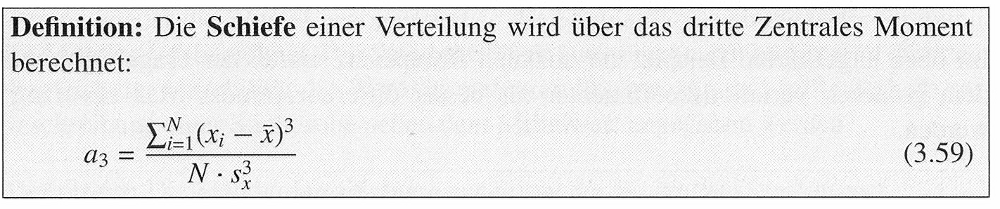 Definition: Die Schiefe einer Verteilung wird über das dritte Zentrales Moment
berechnet:
a₃ = \frac{\sum_{i=1}^{N}(x_i - \bar{x})^3}{N \cdot s_x^3} (3.59)